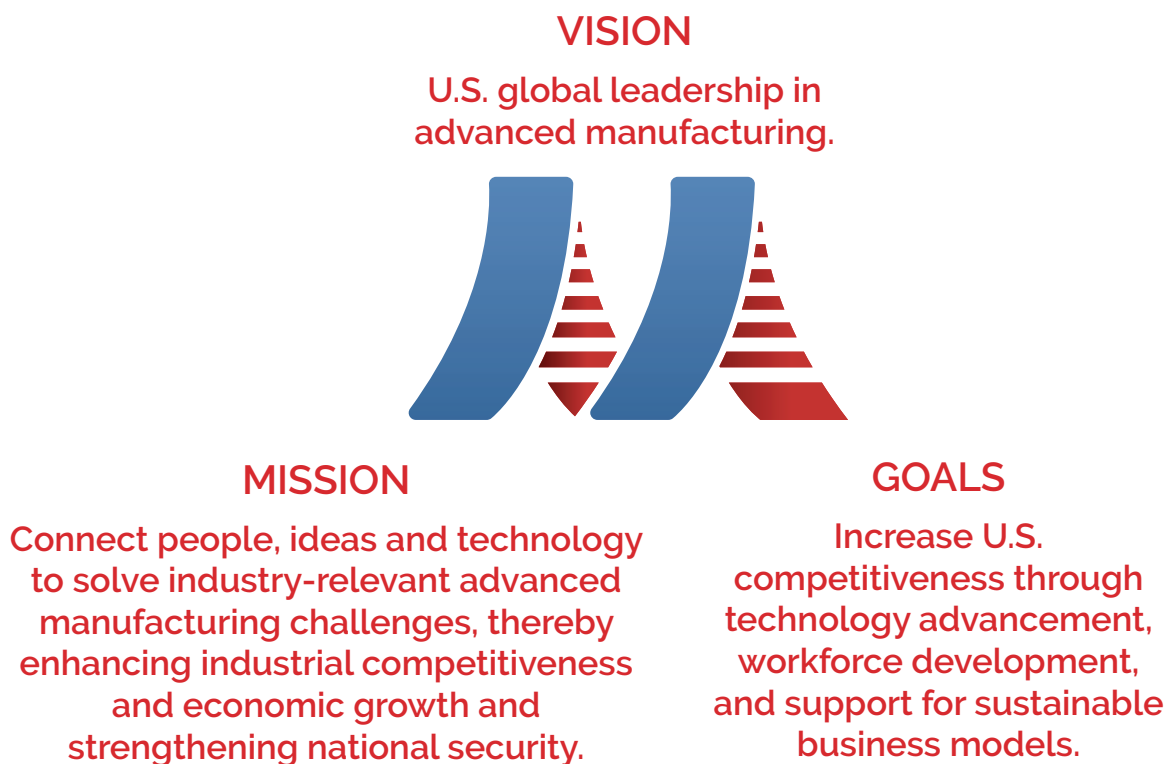 VISION
U.S. global leadership in
advanced manufacturing.
MISSION
Connect people, ideas and technology
to solve industry-relevant advanced
manufacturing challenges, thereby
enhancing industrial competitiveness
and economic growth and
strengthening national security.
GOALS
Increase U.S.
competitiveness through
technology advancement,
workforce development,
and support for sustainable
business models.